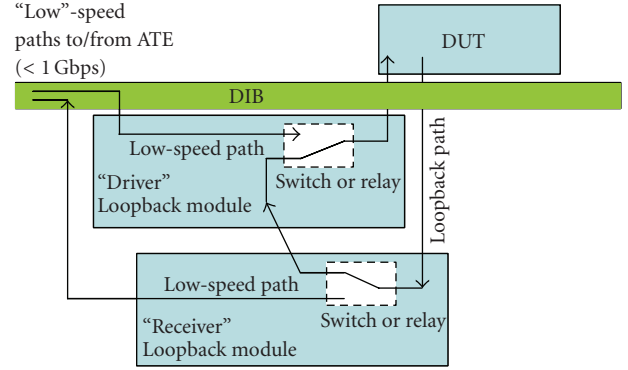 “Low”-speed
paths to/from ATE
(< 1 Gbps)
DUT
DIB
Low-speed path
Switch or relay
“Driver”
Loopback module
Loopback path
Low-speed path
Switch or relay
“Receiver”
Loopback module